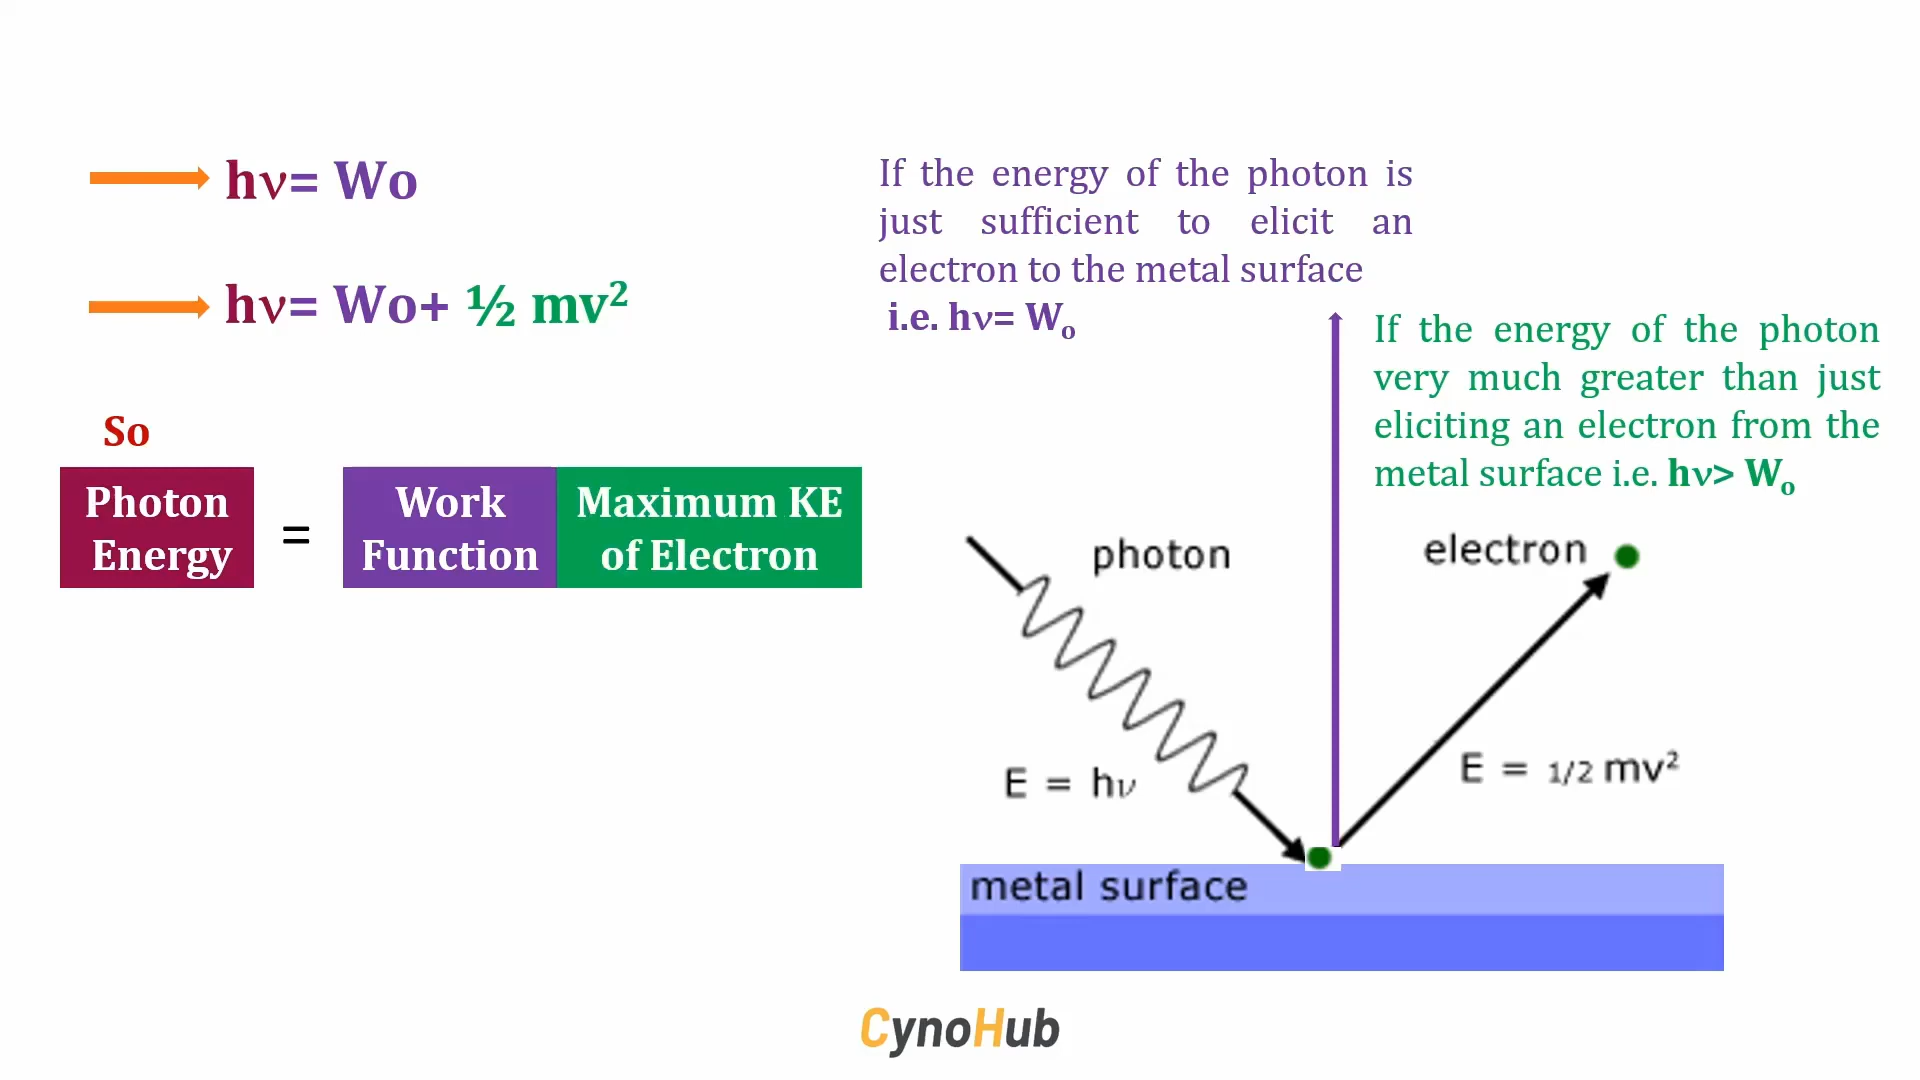 hν= Wo
hν= Wo+ ½ mv²
So
Photon
Energy
=
Work
Function
Maximum KE
of Electron
If the energy of the photon is
just sufficient to elicit an
electron to the metal surface
i.e. hν= Wₒ
If the energy of the photon
very much greater than just
eliciting an electron from the
metal surface i.e. hν> Wₒ
photon
electron
E = hν
E = 1/2 mv²
metal surface
CynoHub